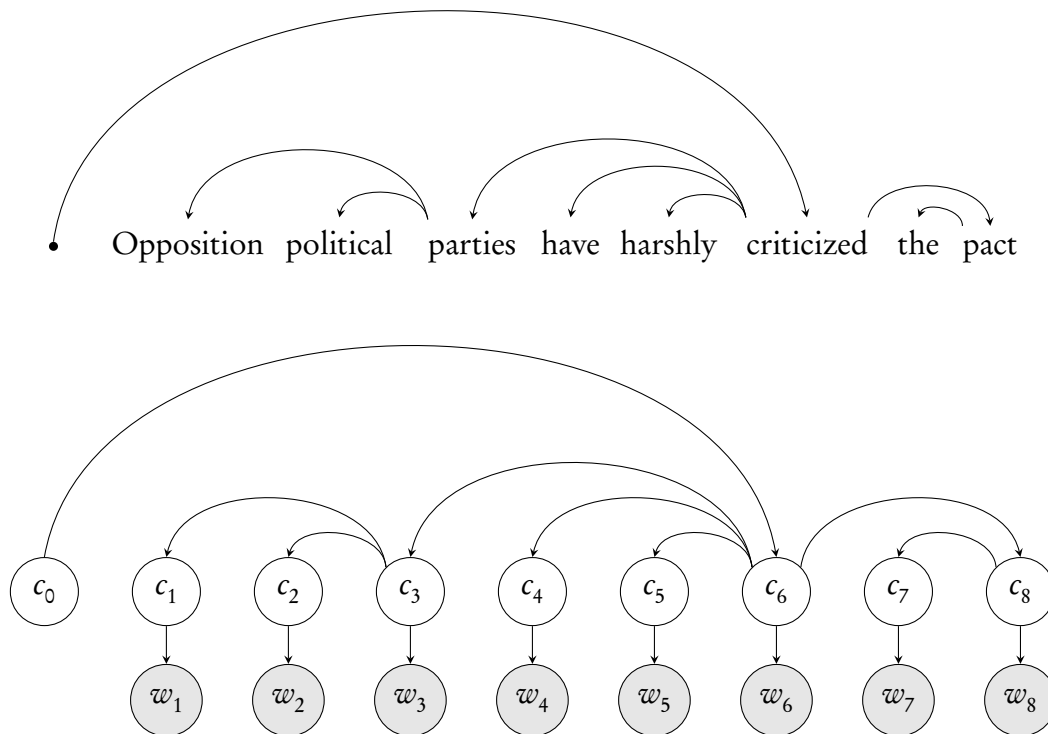 Opposition political parties have harshly criticized the pact
c₀ c₁ c₂ c₃ c₄ c₅ c₆ c₇ c₈
w₁ w₂ w₃ w₄ w₅ w₆ w₇ w₈